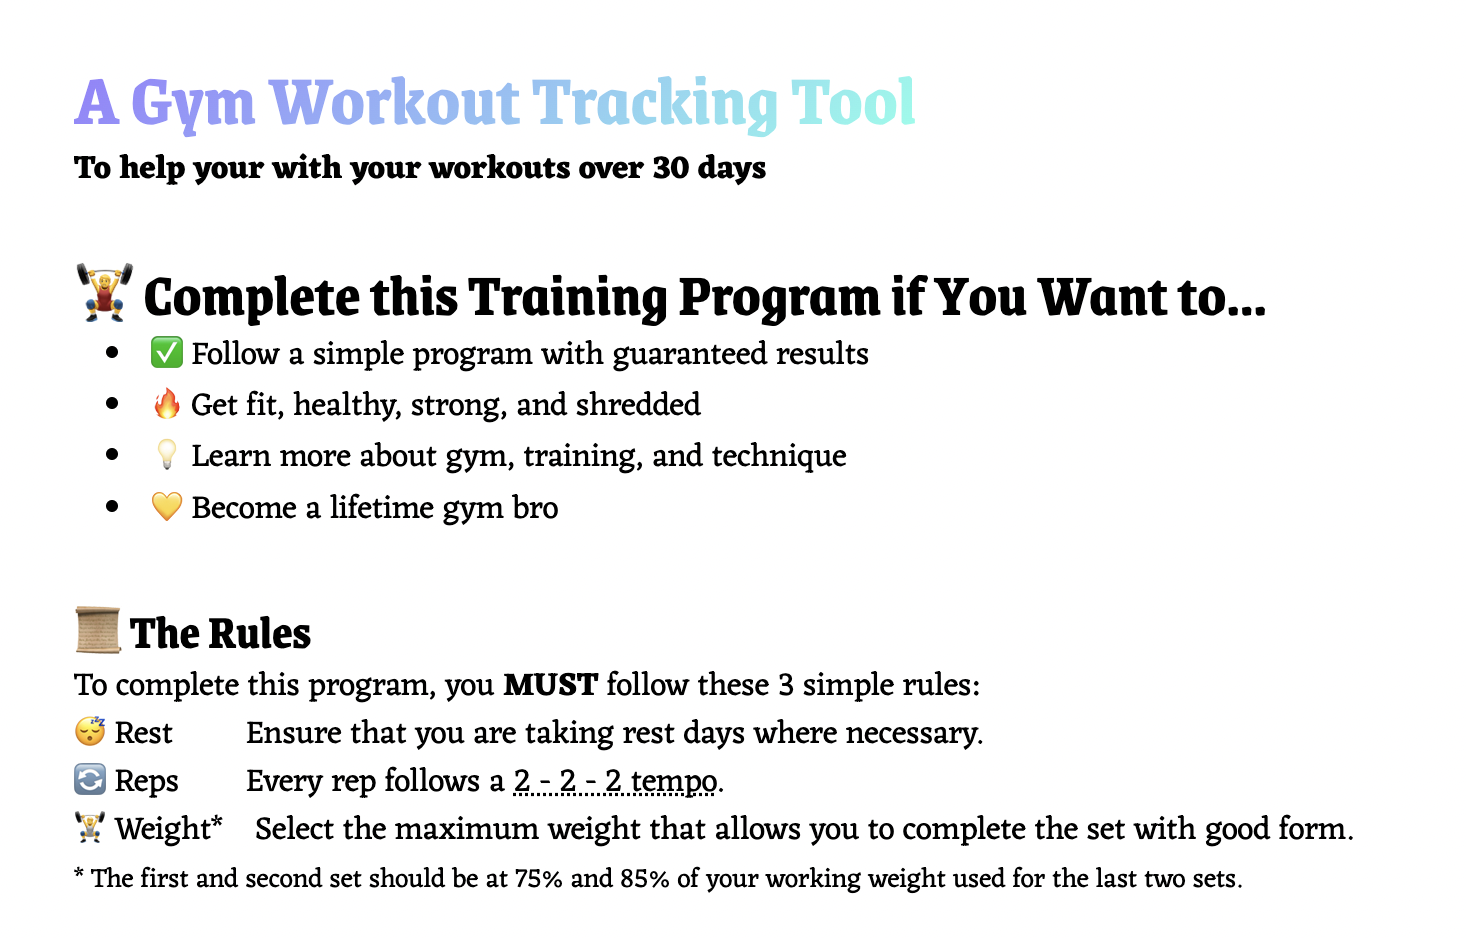 A Gym Workout Tracking Tool
To help your with your workouts over 30 days
🏋️ Complete this Training Program if You Want to...
• ✅ Follow a simple program with guaranteed results
• 🔥 Get fit, healthy, strong, and shredded
• 💡 Learn more about gym, training, and technique
• 💛 Become a lifetime gym bro
📜 The Rules
To complete this program, you MUST follow these 3 simple rules:
😴 Rest Ensure that you are taking rest days where necessary.
🔄 Reps Every rep follows a 2 - 2 - 2 tempo.
🏋️ Weight* Select the maximum weight that allows you to complete the set with good form.
* The first and second set should be at 75% and 85% of your working weight used for the last two sets.